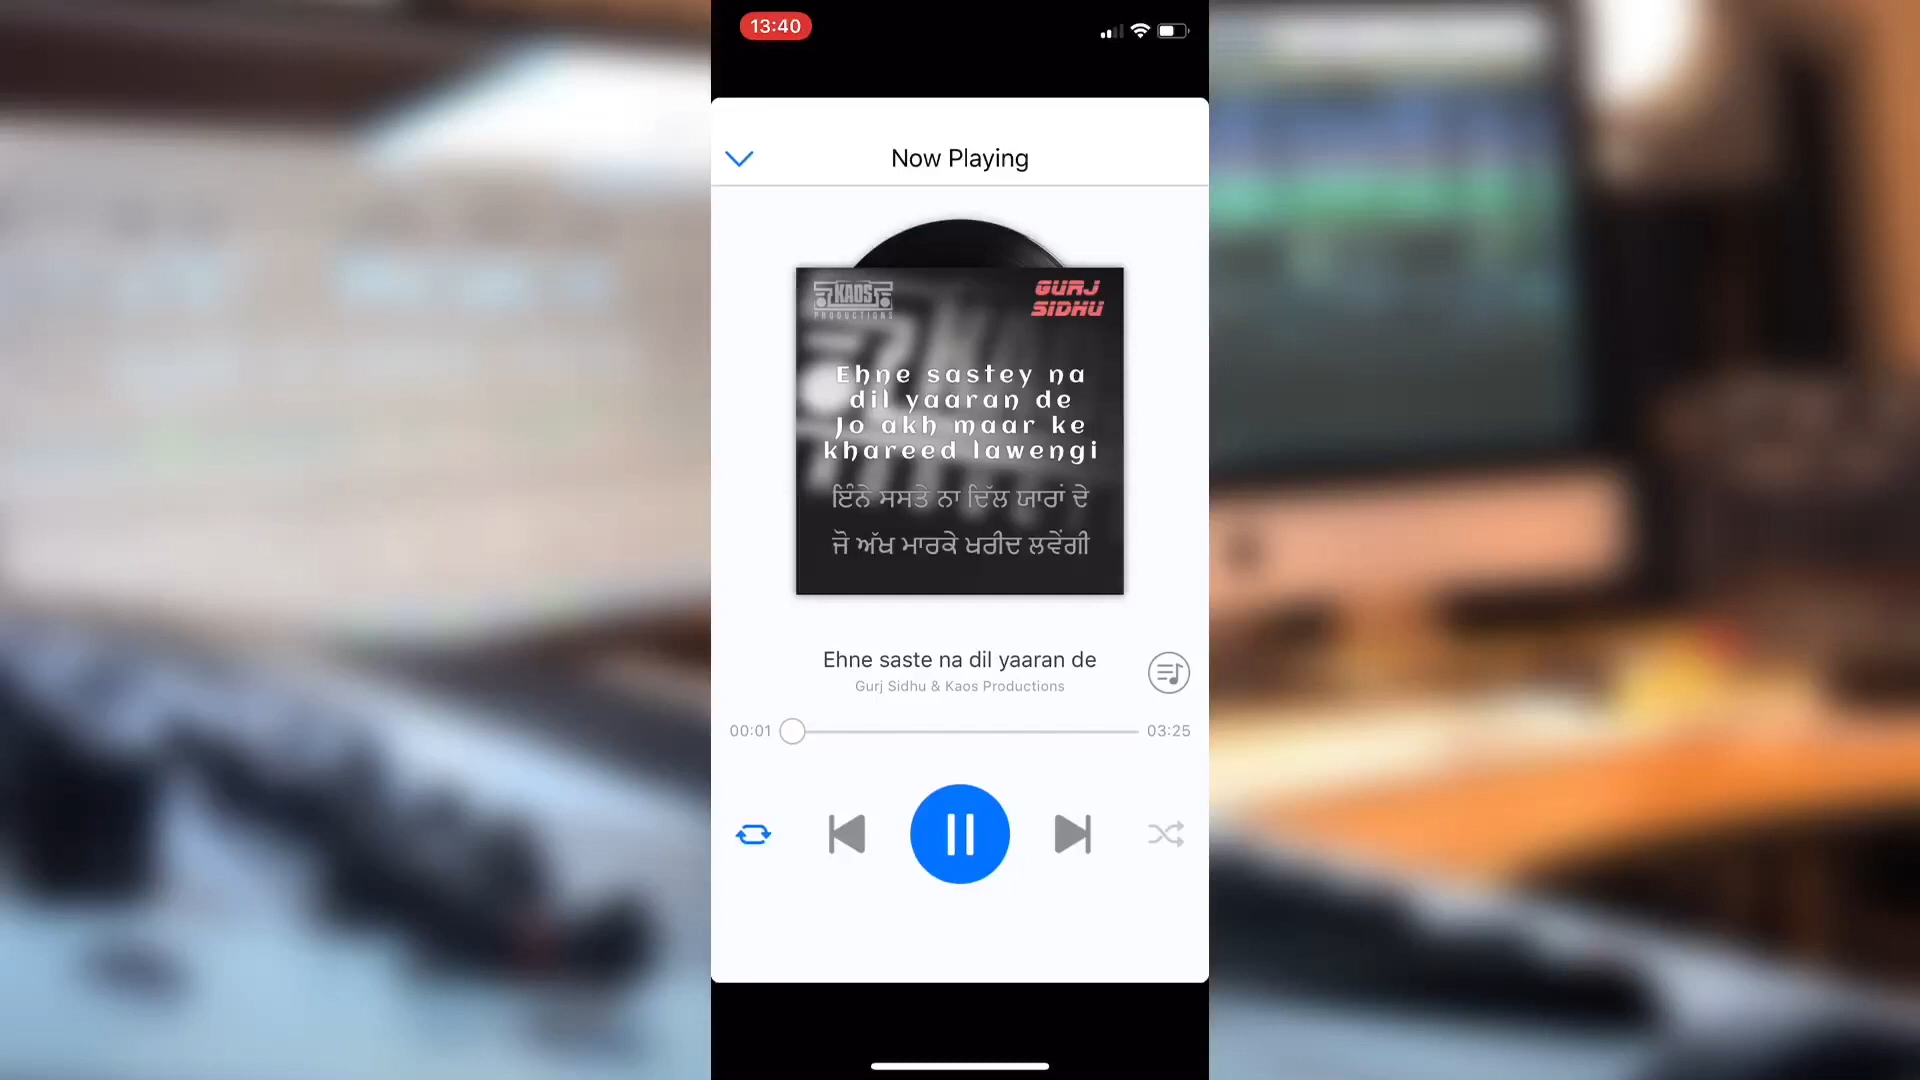 13:40
Now Playing
KAOS
PRODUCTIONS
GURJ
SIDHU
Ehne sastey na
dil yaaran de
Jo akh maar ke
khareed lawengi
ਇੰਨੇ ਸਸਤੇ ਨਾ ਦਿੱਲ ਯਾਰਾਂ ਦੇ
ਜੋ ਅੱਖ ਮਾਰਕੇ ਖਰੀਦ ਲਵੇਂਗੀ
Ehne saste na dil yaaran de
Gurj Sidhu & Kaos Productions
00:01
03:25